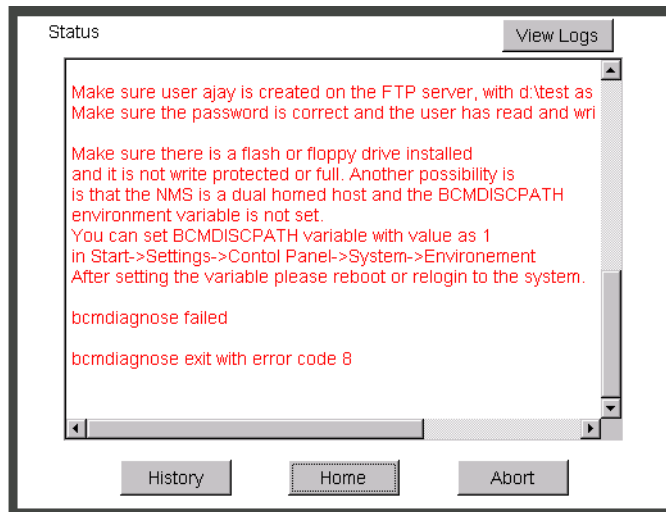 Status
View Logs
Make sure user ajay is created on the FTP server, with d:\test as
Make sure the password is correct and the user has read and wri
Make sure there is a flash or floppy drive installed
and it is not write protected or full. Another possibility is
is that the NMS is a dual homed host and the BCMDISCPATH
environment variable is not set.
You can set BCMDISCPATH variable with value as 1
in Start->Settings->Contol Panel->System->Environement
After setting the variable please reboot or relogin to the system.
bcmdiagnose failed
bcmdiagnose exit with error code 8
History
Home
Abort